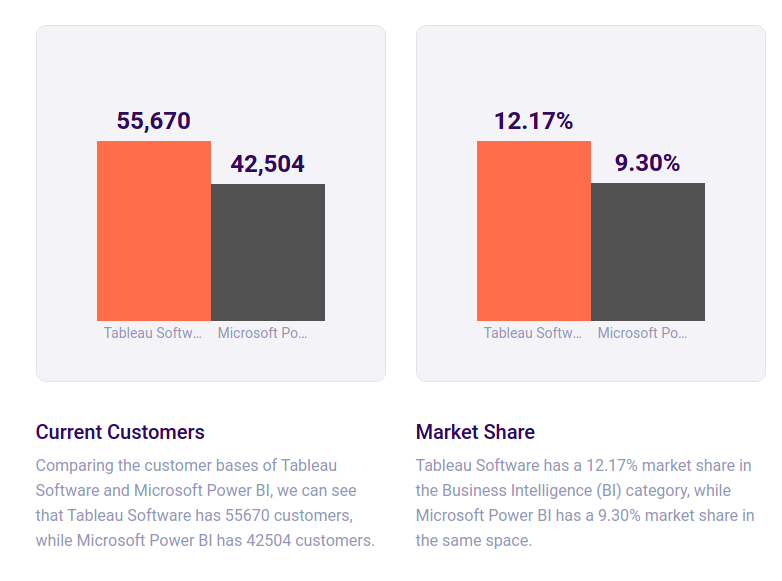 55,670
42,504
Tableau Softw...
Microsoft Po...
12.17%
9.30%
Tableau Softw...
Microsoft Po...
Current Customers
Comparing the customer bases of Tableau
Software and Microsoft Power BI, we can see
that Tableau Software has 55670 customers,
while Microsoft Power BI has 42504 customers.
Market Share
Tableau Software has a 12.17% market share in
the Business Intelligence (BI) category, while
Microsoft Power BI has a 9.30% market share in
the same space.